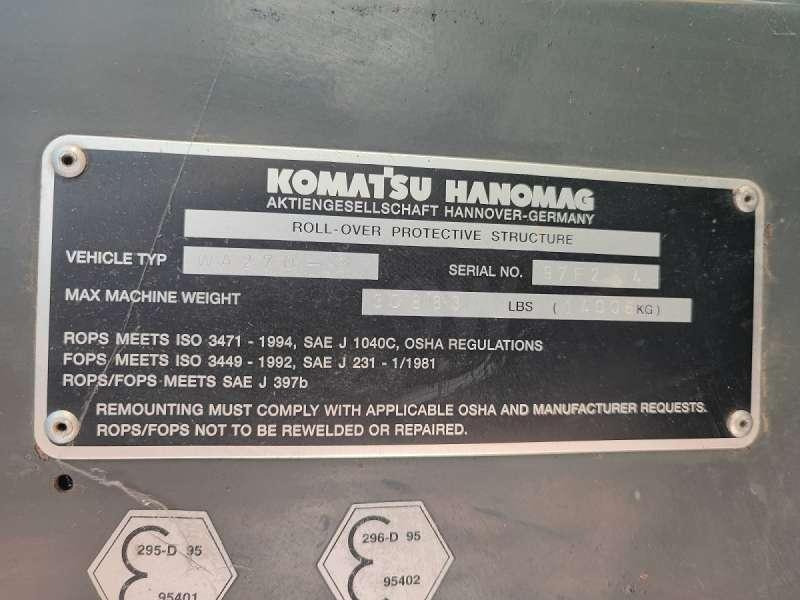 KOMATSU HANOMAG
AKTIENGESELLSCHAFT HANNOVER-GERMANY
ROLL-OVER PROTECTIVE STRUCTURE
VEHICLE TYP
SERIAL NO.
MAX MACHINE WEIGHT LBS ( KG)
ROPS MEETS ISO 3471 - 1994, SAE J 1040C, OSHA REGULATIONS
FOPS MEETS ISO 3449 - 1992, SAE J 231 - 1/1981
ROPS/FOPS MEETS SAE J 397b
REMOUNTING MUST COMPLY WITH APPLICABLE OSHA AND MANUFACTURER REQUESTS.
ROPS/FOPS NOT TO BE REWELDED OR REPAIRED.
295-D 95
95401
296-D 95
95402